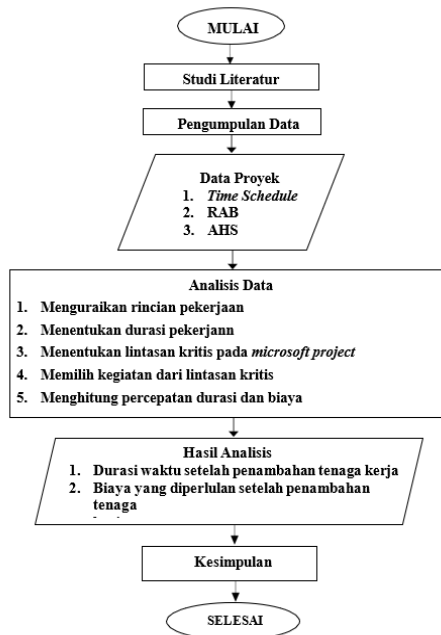 MULAI
Studi Literatur
Pengumpulan Data
Data Proyek
1. Time Schedule
2. RAB
3. AHS
Analisis Data
1. Menguraikan rincian pekerjaan
2. Menentukan durasi pekerjann
3. Menentukan lintasan kritis pada microsoft project
4. Memilih kegiatan dari lintasan kritis
5. Menghitung percepatan durasi dan biaya
Hasil Analisis
1. Durasi waktu setelah penambahan tenaga kerja
2. Biaya yang diperlulan setelah penambahan
tenaga
Kesimpulan
SELESAI